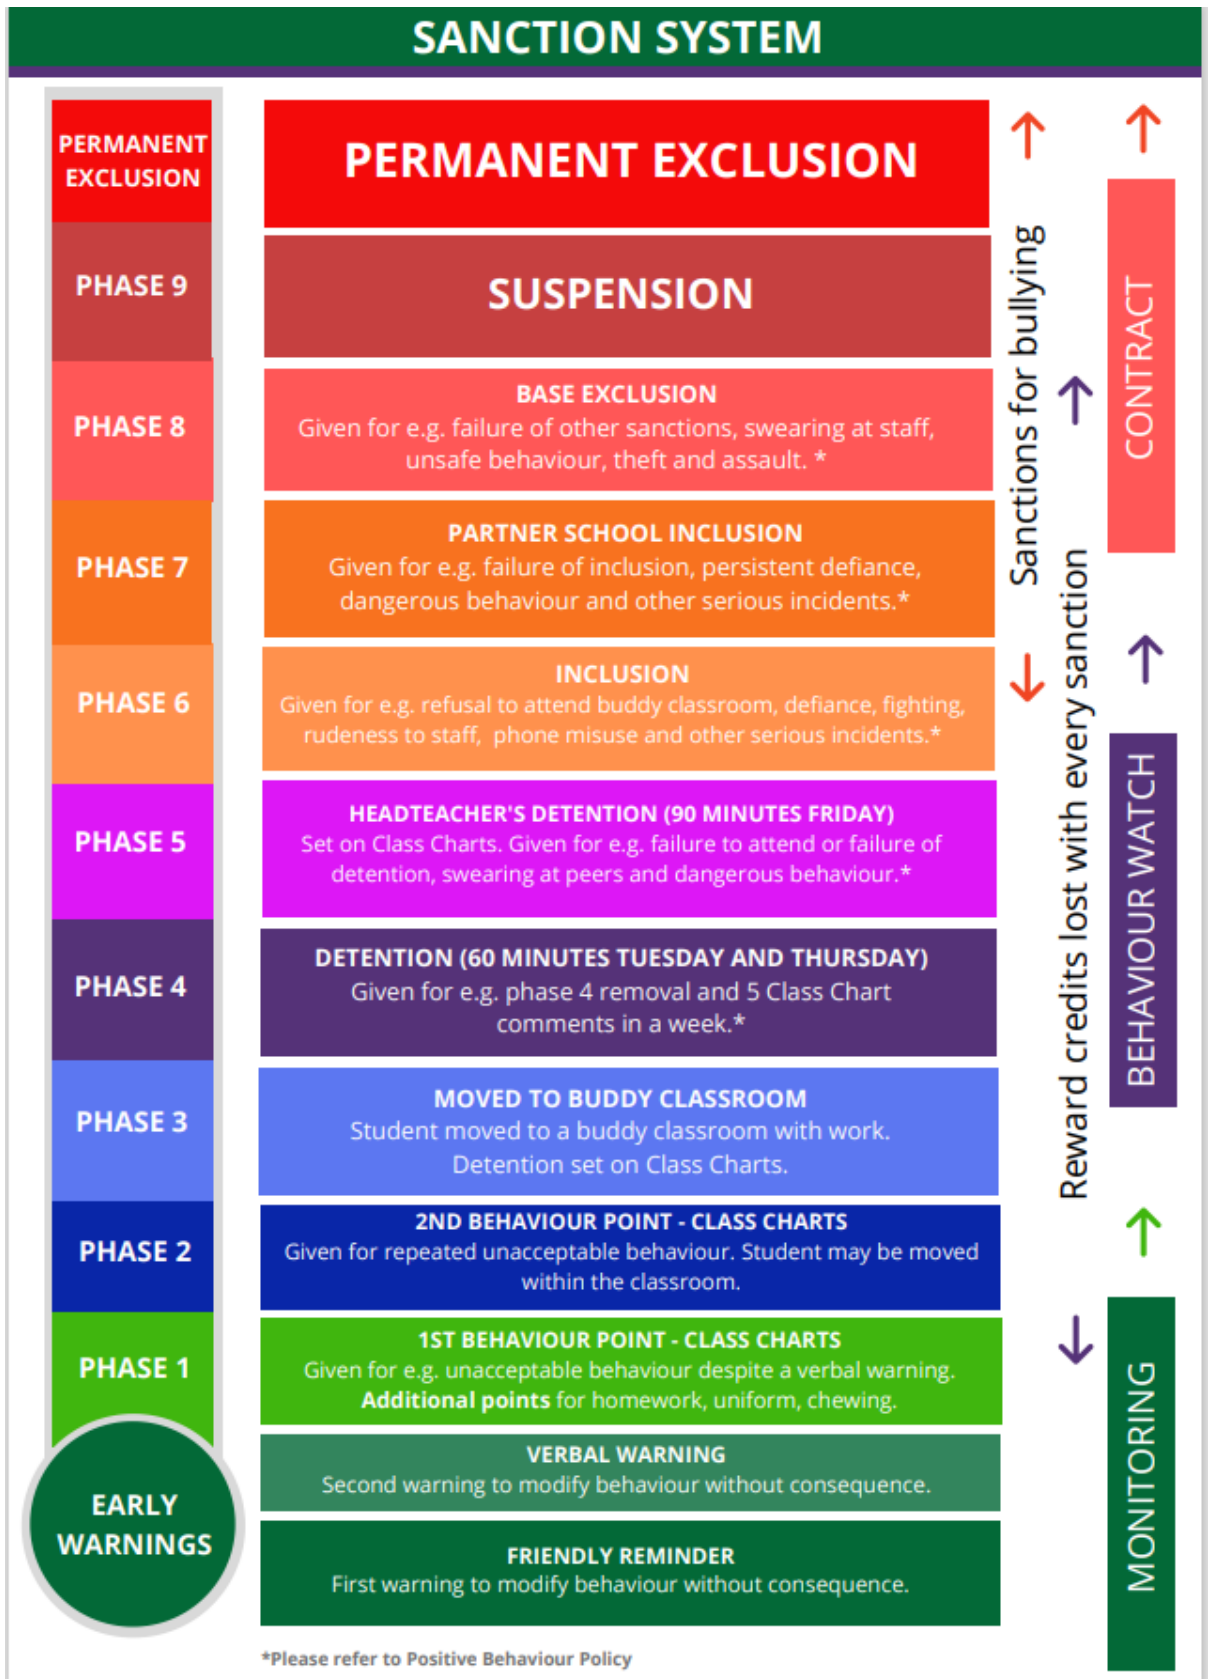 SANCTION SYSTEM
PERMANENT
EXCLUSION
PERMANENT EXCLUSION
PHASE 9
SUSPENSION
PHASE 8
BASE EXCLUSION
Given for e.g. failure of other sanctions, swearing at staff,
unsafe behaviour, theft and assault. *
PHASE 7
PARTNER SCHOOL INCLUSION
Given for e.g. failure of inclusion, persistent defiance,
dangerous behaviour and other serious incidents.*
PHASE 6
INCLUSION
Given for e.g. refusal to attend buddy classroom, defiance, fighting,
rudeness to staff, phone misuse and other serious incidents.*
PHASE 5
HEADTEACHER'S DETENTION (90 MINUTES FRIDAY)
Set on Class Charts. Given for e.g. failure to attend or failure of
detention, swearing at peers and dangerous behaviour.*
PHASE 4
DETENTION (60 MINUTES TUESDAY AND THURSDAY)
Given for e.g. phase 4 removal and 5 Class Chart
comments in a week.*
PHASE 3
MOVED TO BUDDY CLASSROOM
Student moved to a buddy classroom with work.
Detention set on Class Charts.
PHASE 2
2ND BEHAVIOUR POINT - CLASS CHARTS
Given for repeated unacceptable behaviour. Student may be moved
within the classroom.
PHASE 1
1ST BEHAVIOUR POINT - CLASS CHARTS
Given for e.g. unacceptable behaviour despite a verbal warning.
Additional points for homework, uniform, chewing.
EARLY
WARNINGS
VERBAL WARNING
Second warning to modify behaviour without consequence.
FRIENDLY REMINDER
First warning to modify behaviour without consequence.
*Please refer to Positive Behaviour Policy
Sanctions for bullying
Reward credits lost with every sanction
CONTRACT
BEHAVIOUR WATCH
MONITORING